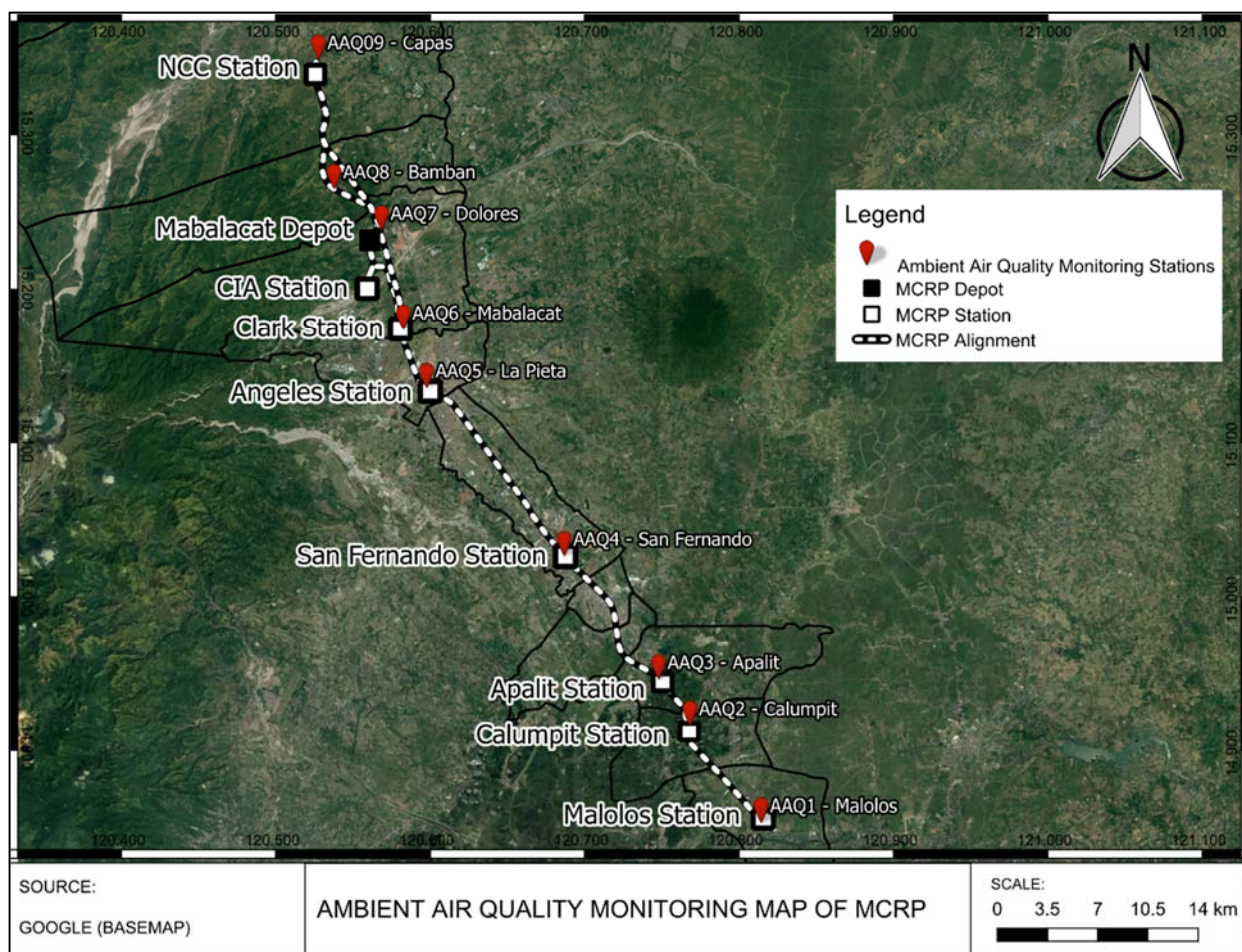 120.400 120.500 120.600 120.700 120.800 120.900 121.000 121.100
AAQ09 - Capas
NCC Station
N
15.300
15.300
AAQ8 - Bamban
Legend
AAQ7 - Dolores
Mabalacat Depot
Ambient Air Quality Monitoring Stations
CIA Station
MCRP Depot
15.200
AAQ6 - Mabalacat
MCRP Station
Clark Station
MCRP Alignment
AAQ5 - La Pieta
Angeles Station
15.100
15.100
AAQ4 - San Fernando
San Fernando Station
15.000
15.000
AAQ3 - Apalit
Apalit Station
AAQ2 - Calumpit
Calumpit Station
14.900
14.900
AAQ1 - Malolos
Malolos Station
120.400 120.500 120.600 120.700 120.800 120.900 121.000 121.100
SOURCE:
GOOGLE (BASEMAP)
AMBIENT AIR QUALITY MONITORING MAP OF MCRP
SCALE:
0 3.5 7 10.5 14 km